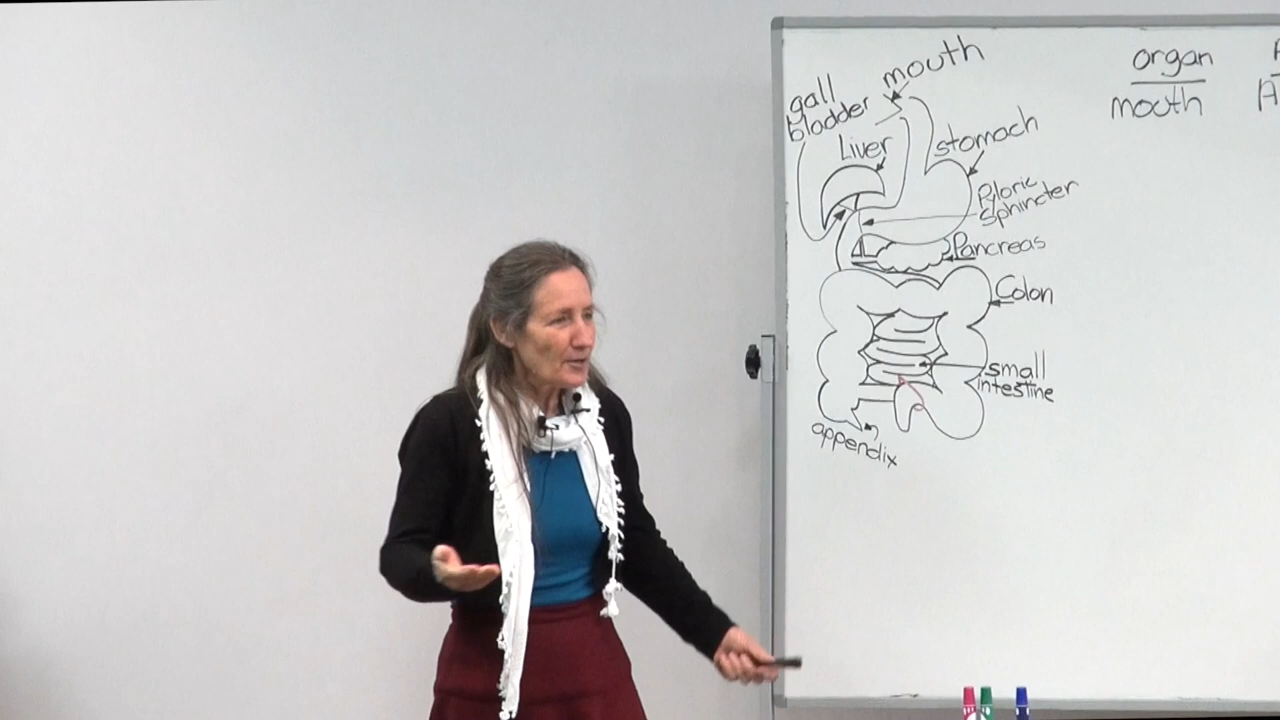 mouth
gall
bladder
Liver
stomach
Pyloric
Sphincter
Pancreas
Colon
small
intestine
appendix
organ
mouth